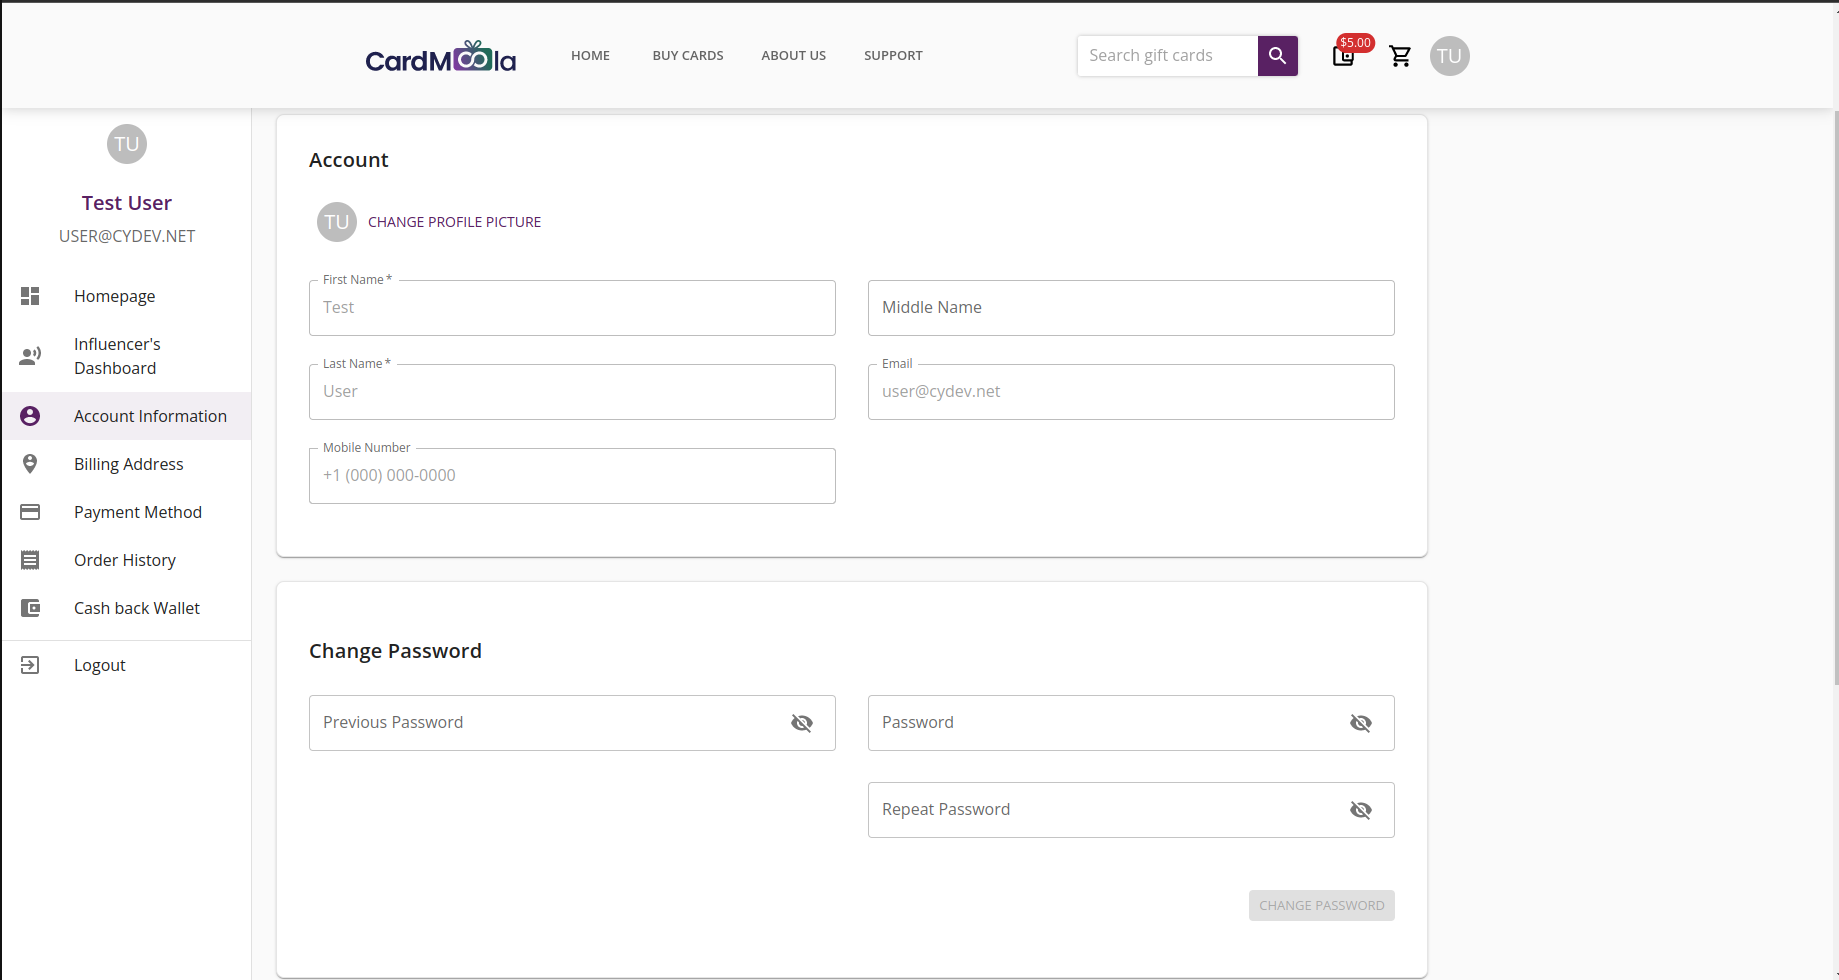 CardMoola
HOME
BUY CARDS
ABOUT US
SUPPORT
Search gift cards
$5.00
TU
TU
Test User
USER@CYDEV.NET
Homepage
Influencer's
Dashboard
Account Information
Billing Address
Payment Method
Order History
Cash back Wallet
Logout
Account
TU
CHANGE PROFILE PICTURE
First Name *
Test
Middle Name
Last Name *
User
Email
user@cydev.net
Mobile Number
+1 (000) 000-0000
Change Password
Previous Password
Password
Repeat Password
CHANGE PASSWORD